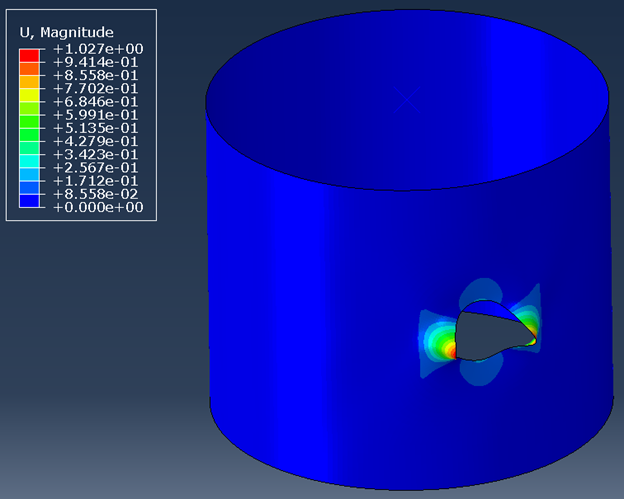 U, Magnitude
+1.027e+00
+9.414e-01
+8.558e-01
+7.702e-01
+6.846e-01
+5.991e-01
+5.135e-01
+4.279e-01
+3.423e-01
+2.567e-01
+1.712e-01
+8.558e-02
+0.000e+00